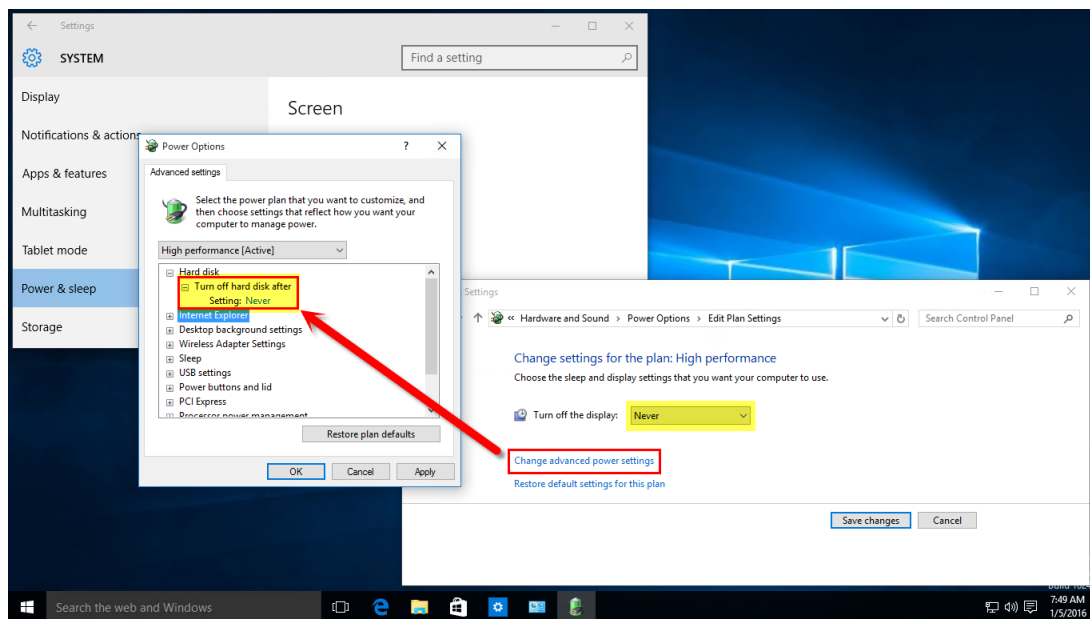 Settings
SYSTEM
Find a setting
Display
Notifications & actions
Apps & features
Multitasking
Tablet mode
Power & sleep
Storage
Screen
Power Options
?
Advanced settings
Select the power plan that you want to customize, and
then choose settings that reflect how you want your
computer to manage power.
High performance [Active]
Hard disk
Turn off hard disk after
Setting: Never
Internet Explorer
Desktop background settings
Wireless Adapter Settings
Sleep
USB settings
Power buttons and lid
PCI Express
Processor power management
Restore plan defaults
OK Cancel Apply
Settings
« Hardware and Sound > Power Options > Edit Plan Settings
Search Control Panel
Change settings for the plan: High performance
Choose the sleep and display settings that you want your computer to use.
Turn off the display: Never
Change advanced power settings
Restore default settings for this plan
Save changes Cancel
Search the web and Windows
7:49 AM
1/5/2016